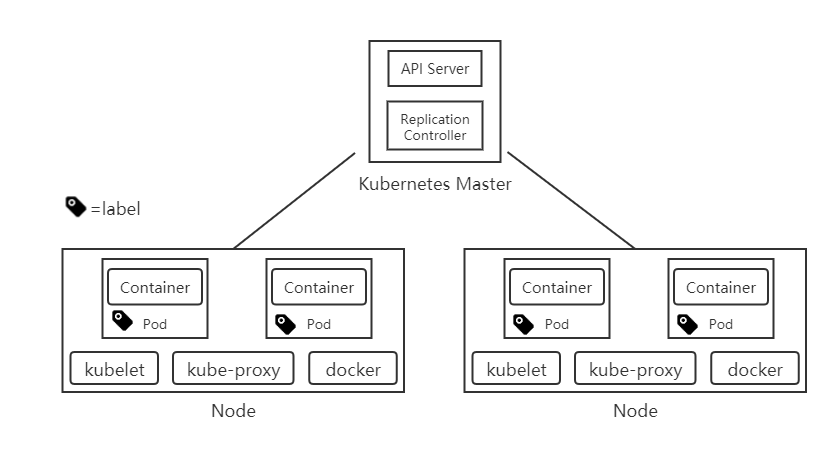 API Server
Replication
Controller
Kubernetes Master
=label
Container
Pod
Container
Pod
kubelet
kube-proxy
docker
Node
Container
Pod
Container
Pod
kubelet
kube-proxy
docker
Node